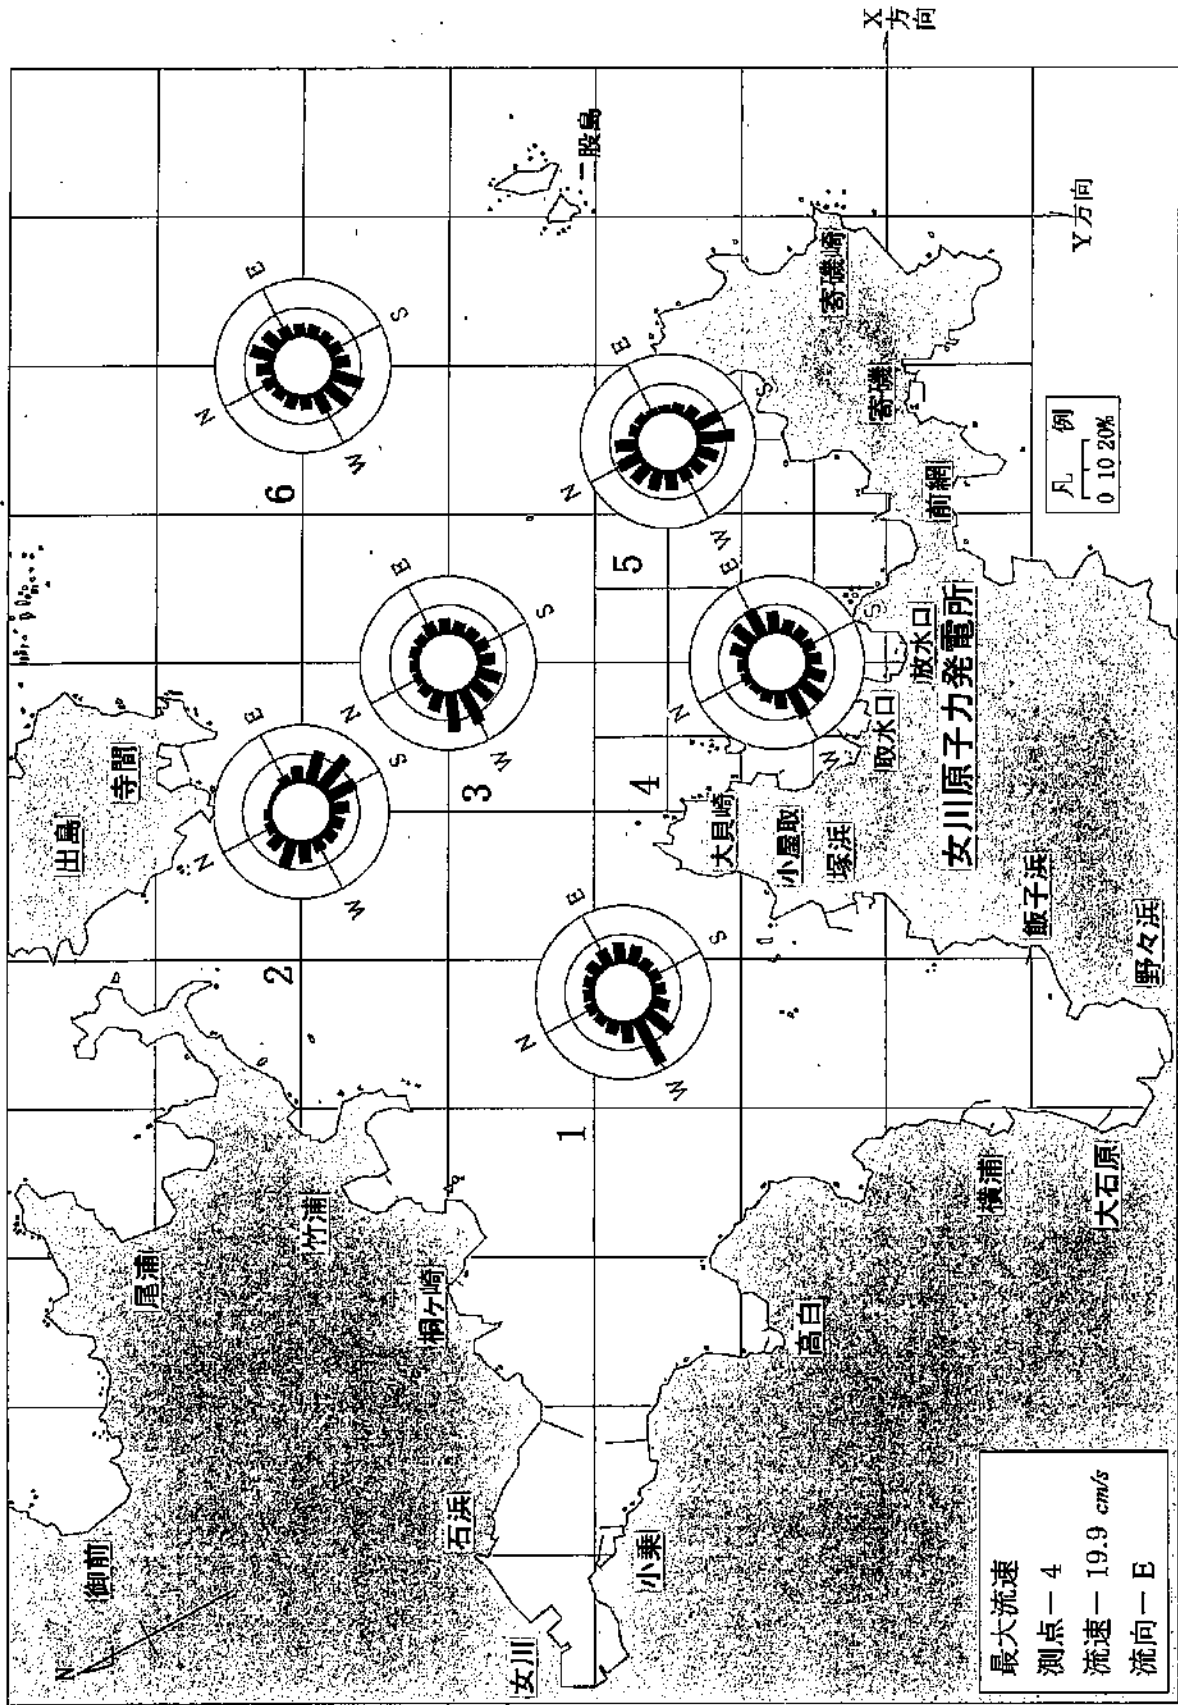 N
御前
尾浦
出島
寺間
竹浦
桐ヶ崎
石浜
女川
小乗
高白
横浦
大石原
野々浜
飯子浜
塚浜
小屋取
大貝崎
取水口
放水口
女川原子力発電所
前網
寄磯
寄磯崎
二股島
1
N
E
S
W
2
N
E
S
W
3
N
E
S
W
4
N
E
S
W
5
N
E
S
W
6
N
E
S
W
X方向
Y方向
凡 例
0 10 20%
最大流速
測点－4
流速－19.9 cm/s
流向－E